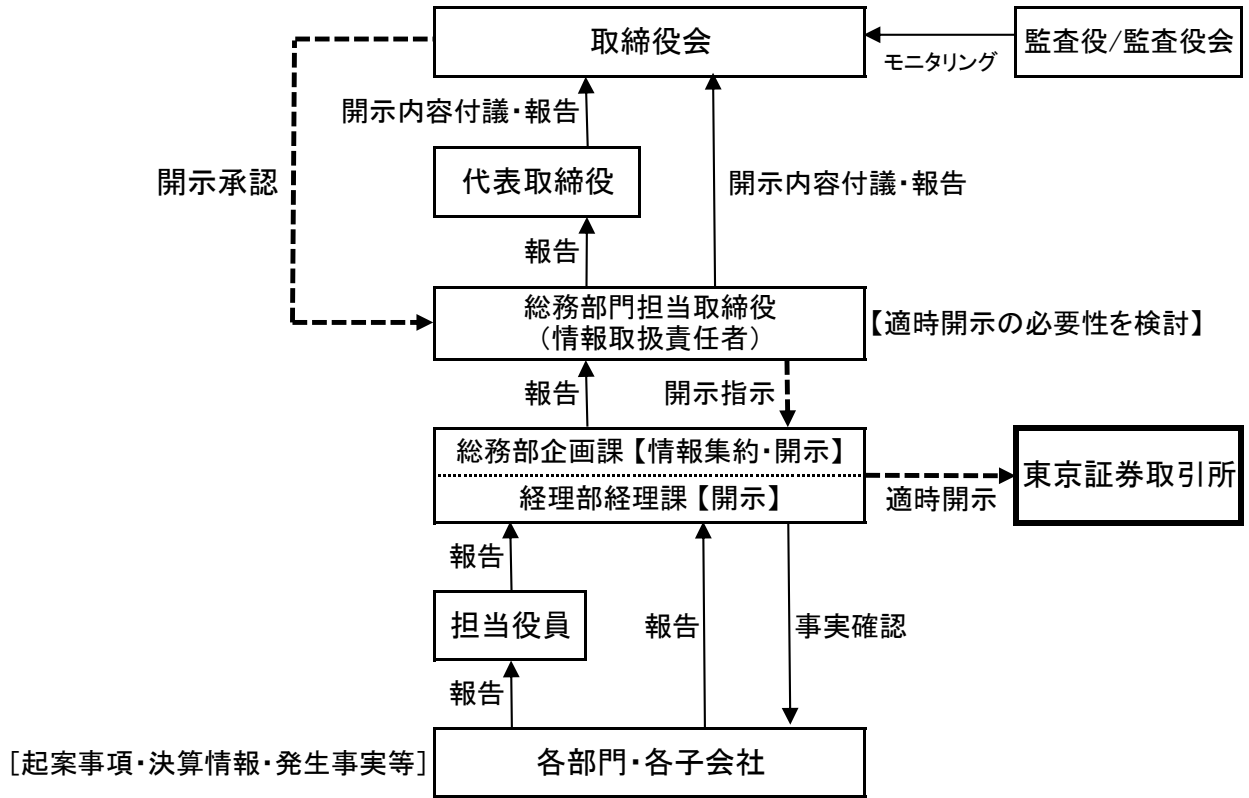 取締役会
監査役/監査役会
モニタリング
開示内容付議・報告
代表取締役
開示承認
開示内容付議・報告
報告
総務部門担当取締役
（情報取扱責任者）
【適時開示の必要性を検討】
報告
開示指示
総務部企画課【情報集約・開示】
経理部経理課【開示】
適時開示
東京証券取引所
報告
担当役員
報告
事実確認
報告
[起案事項・決算情報・発生事実等]
各部門・各子会社